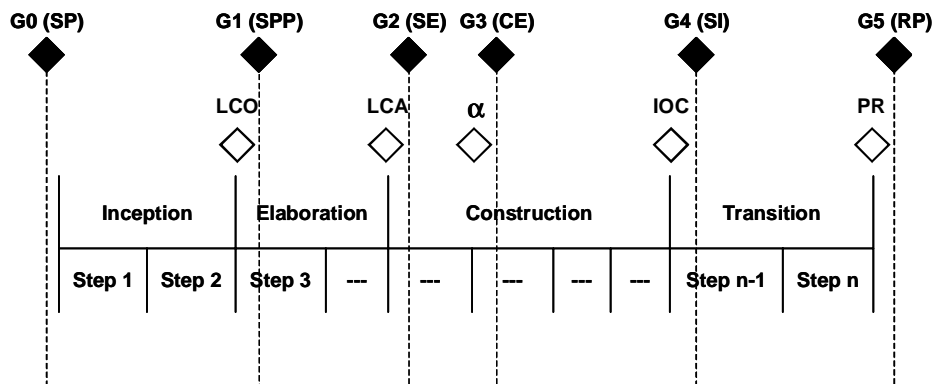 G0 (SP) G1 (SPP) G2 (SE) G3 (CE) G4 (SI) G5 (RP)
LCO LCA α IOC PR
Inception Elaboration Construction Transition
Step 1 Step 2 Step 3 --- --- --- --- --- Step n-1 Step n